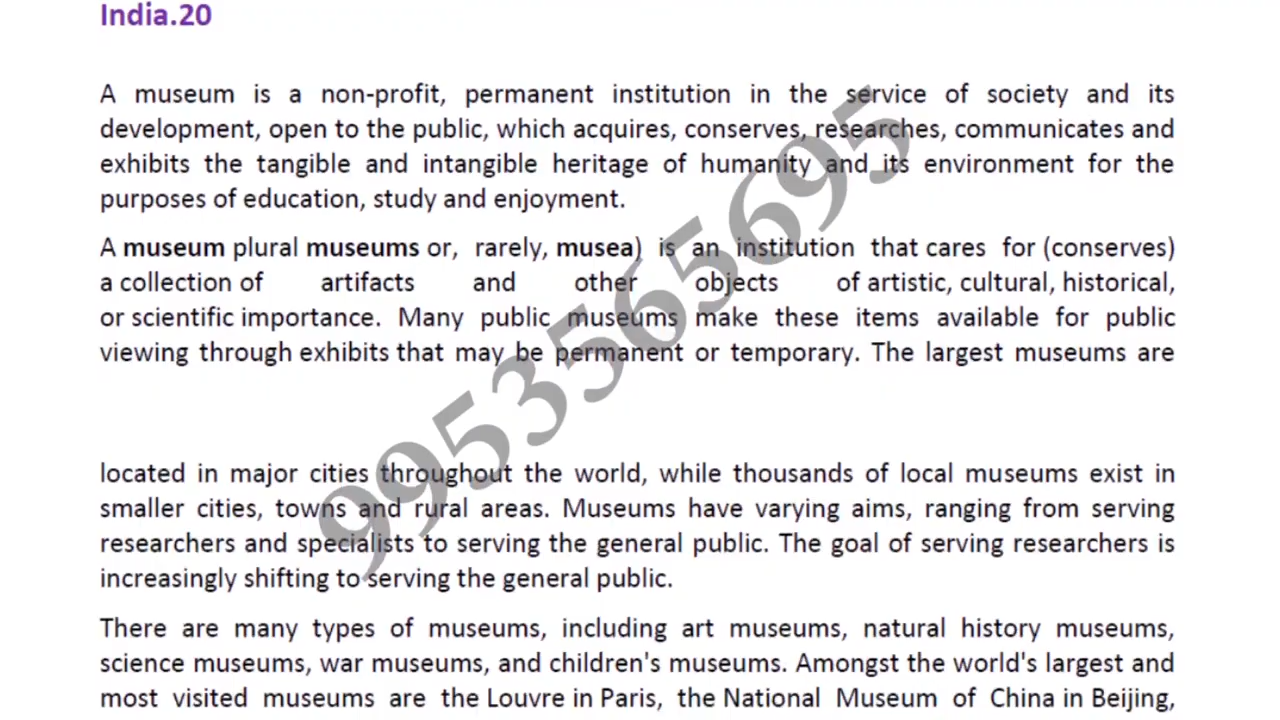 India.20
A museum is a non-profit, permanent institution in the service of society and its
development, open to the public, which acquires, conserves, researches, communicates and
exhibits the tangible and intangible heritage of humanity and its environment for the
purposes of education, study and enjoyment.
A museum plural museums or, rarely, musea) is an institution that cares for (conserves)
a collection of artifacts and other objects of artistic, cultural, historical,
or scientific importance. Many public museums make these items available for public
viewing through exhibits that may be permanent or temporary. The largest museums are
located in major cities throughout the world, while thousands of local museums exist in
smaller cities, towns and rural areas. Museums have varying aims, ranging from serving
researchers and specialists to serving the general public. The goal of serving researchers is
increasingly shifting to serving the general public.
There are many types of museums, including art museums, natural history museums,
science museums, war museums, and children's museums. Amongst the world's largest and
most visited museums are the Louvre in Paris, the National Museum of China in Beijing,
9953565695